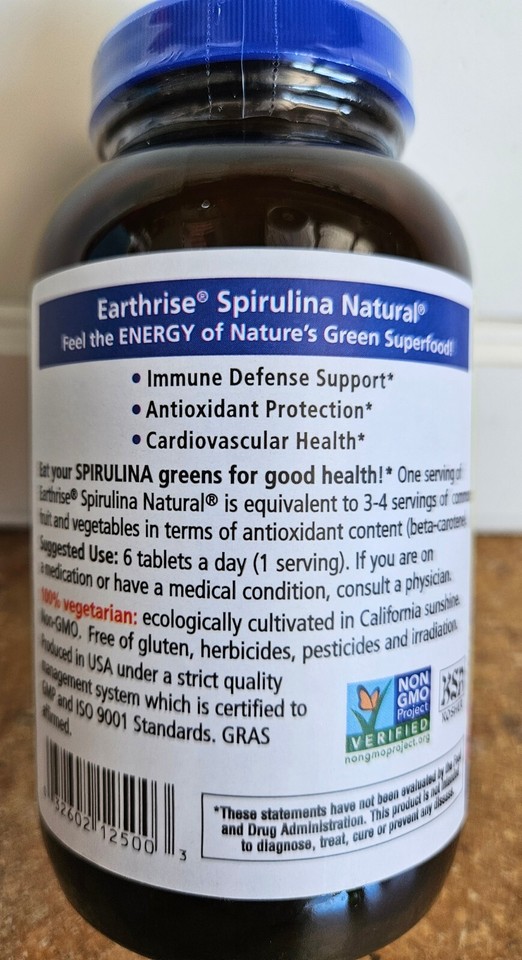 Earthrise® Spirulina Natural®
Feel the ENERGY of Nature's Green Superfood!
• Immune Defense Support*
• Antioxidant Protection*
• Cardiovascular Health*
Eat your SPIRULINA greens for good health!* One serving of
Earthrise® Spirulina Natural® is equivalent to 3-4 servings of
fruit and vegetables in terms of antioxidant content (beta-carotene).
Suggested Use: 6 tablets a day (1 serving). If you are on
a medication or have a medical condition, consult a physician.
100% vegetarian: ecologically cultivated in California sunshine.
Non-GMO. Free of gluten, herbicides, pesticides and irradiation.
Produced in USA under a strict quality
management system which is certified to
GMP and ISO 9001 Standards. GRAS
affirmed.
NON
GMO
Project
VERIFIED
nongmoproject.org
KSA
KOSHER
32602 12500 3
*These statements have not been evaluated by the Food
and Drug Administration. This product is not intended
to diagnose, treat, cure or prevent any disease.